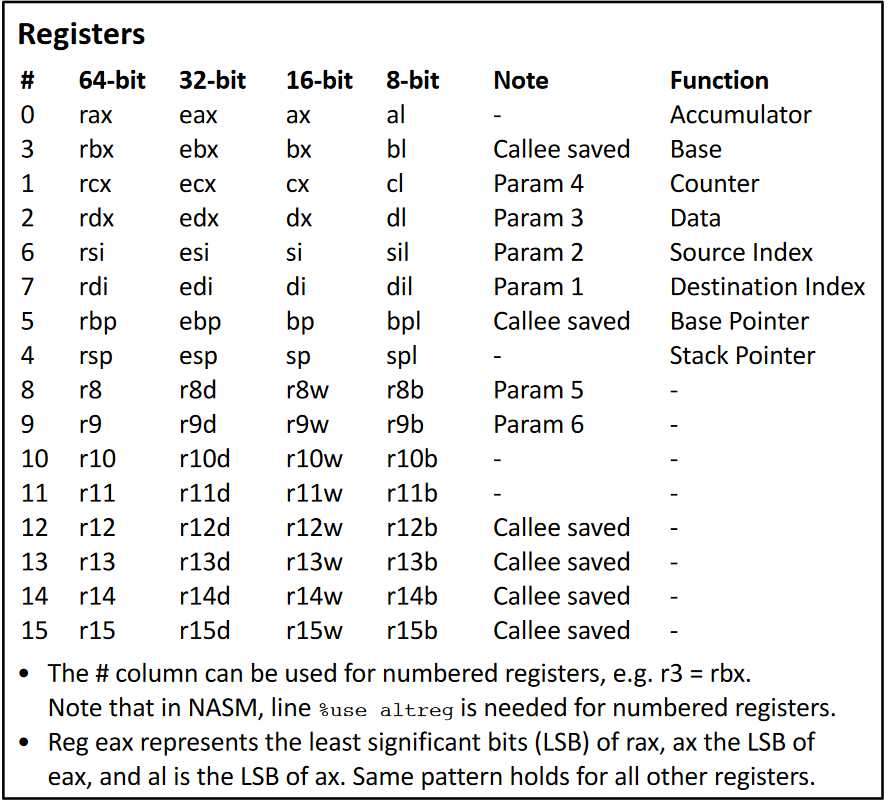 Registers
# 64-bit 32-bit 16-bit 8-bit Note Function
0 rax eax ax al - Accumulator
3 rbx ebx bx bl Callee saved Base
1 rcx ecx cx cl Param 4 Counter
2 rdx edx dx dl Param 3 Data
6 rsi esi si sil Param 2 Source Index
7 rdi edi di dil Param 1 Destination Index
5 rbp ebp bp bpl Callee saved Base Pointer
4 rsp esp sp spl - Stack Pointer
8 r8 r8d r8w r8b Param 5 -
9 r9 r9d r9w r9b Param 6 -
10 r10 r10d r10w r10b - -
11 r11 r11d r11w r11b - -
12 r12 r12d r12w r12b Callee saved -
13 r13 r13d r13w r13b Callee saved -
14 r14 r14d r14w r14b Callee saved -
15 r15 r15d r15w r15b Callee saved -
• The # column can be used for numbered registers, e.g. r3 = rbx.
Note that in NASM, line %use altreg is needed for numbered registers.
• Reg eax represents the least significant bits (LSB) of rax, ax the LSB of
eax, and al is the LSB of ax. Same pattern holds for all other registers.